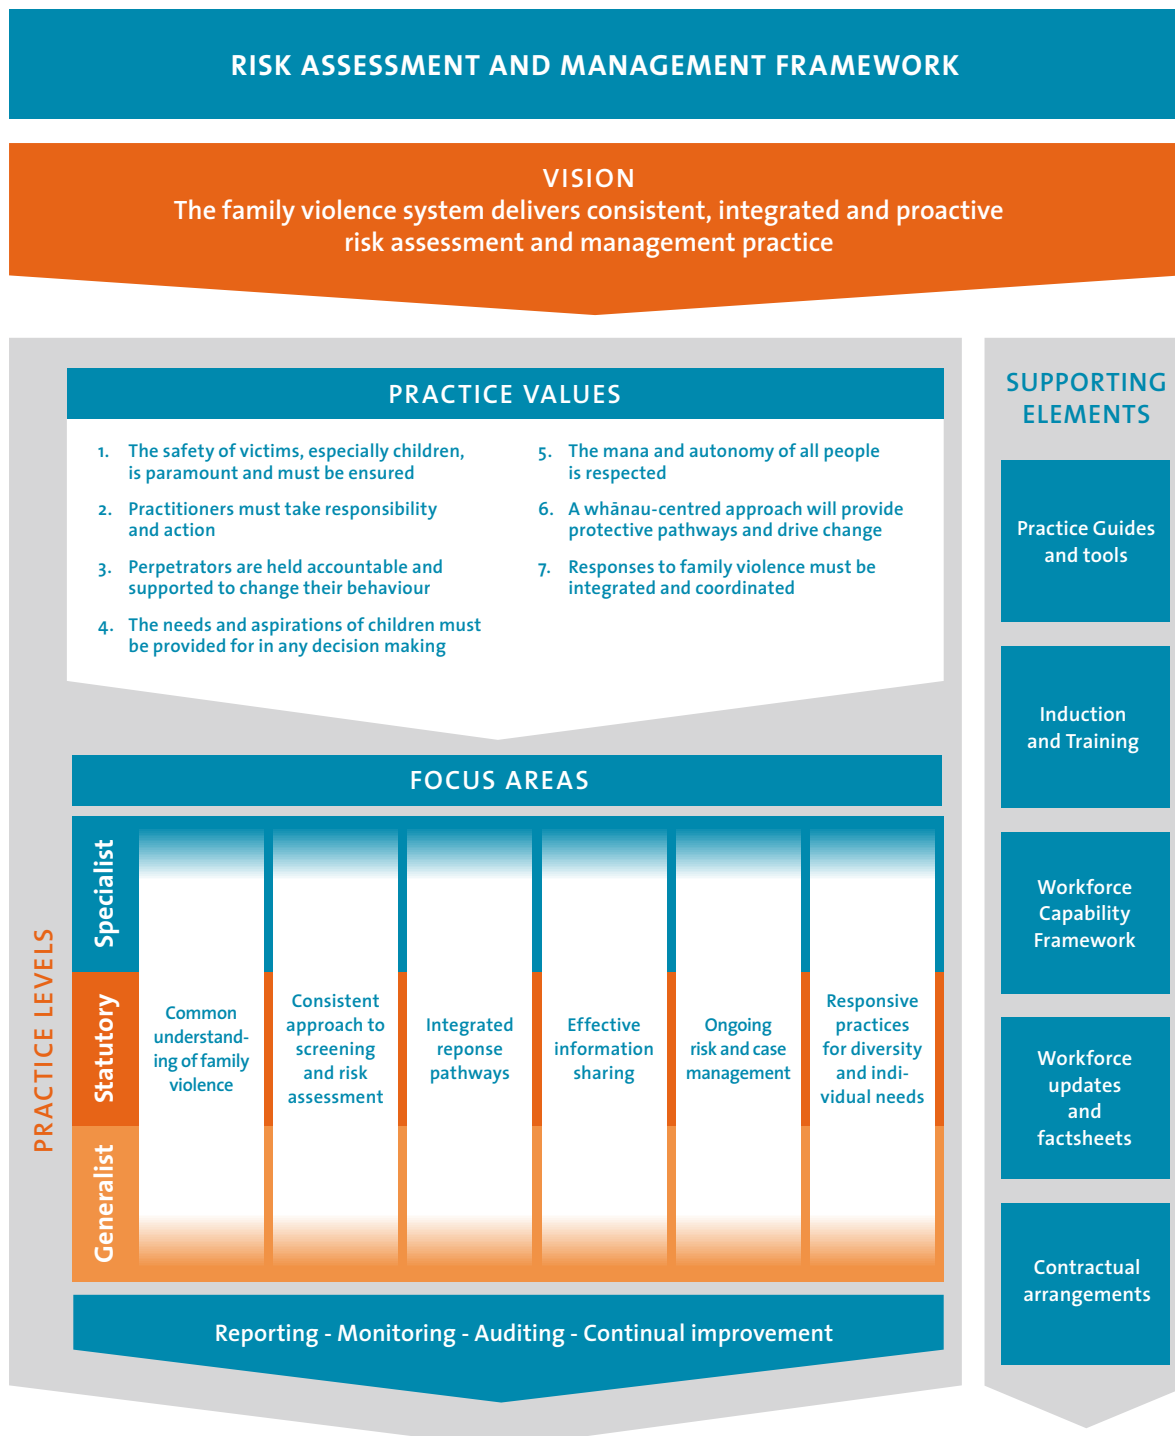 RISK ASSESSMENT AND MANAGEMENT FRAMEWORK
VISION
The family violence system delivers consistent, integrated and proactive
risk assessment and management practice
PRACTICE VALUES
1. The safety of victims, especially children,
is paramount and must be ensured
2. Practitioners must take responsibility
and action
3. Perpetrators are held accountable and
supported to change their behaviour
4. The needs and aspirations of children must
be provided for in any decision making
5. The mana and autonomy of all people
is respected
6. A whānau-centred approach will provide
protective pathways and drive change
7. Responses to family violence must be
integrated and coordinated
FOCUS AREAS
PRACTICE LEVELS
Specialist
Statutory
Generalist
Common
understand-
ing of family
violence
Consistent
approach to
screening
and risk
assessment
Integrated
reponse
pathways
Effective
information
sharing
Ongoing
risk and case
management
Responsive
practices
for diversity
and indi-
vidual needs
Reporting - Monitoring - Auditing - Continual improvement
SUPPORTING
ELEMENTS
Practice Guides
and tools
Induction
and Training
Workforce
Capability
Framework
Workforce
updates
and
factsheets
Contractual
arrangements